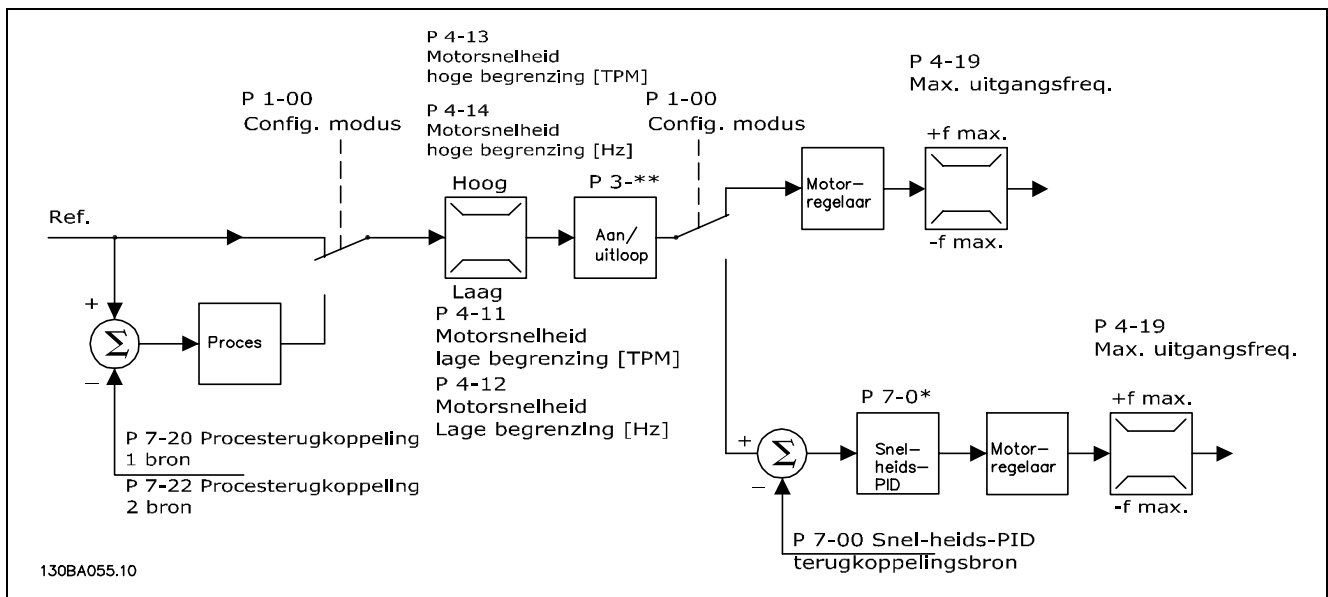 P 4-13
Motorsnelheid
hoge begrenzing [TPM]
P 4-19
Max. uitgangsfreq.
P 1-00
Config. modus
P 4-14
Motorsnelheid
hoge begrenzing [Hz]
P 1-00
Config. modus
+f max.
Hoog
P 3-**
Motor-
regelaar
Ref.
Aan/
uitloop
-f max.
Laag
+
Σ
−
Proces
P 4-11
Motorsnelheid
lage begrenzing [TPM]
P 4-12
Motorsnelheid
Lage begrenzing [Hz]
P 4-19
Max. uitgangsfreq.
P 7-0*
+f max.
P 7-20 Procesterugkoppeling
1 bron
P 7-22 Procesterugkoppeling
2 bron
+
Σ
−
Snel-
heids-
PID
Motor-
regelaar
-f max.
P 7-00 Snel-heids-PID
terugkoppelingsbron
130BA055.10